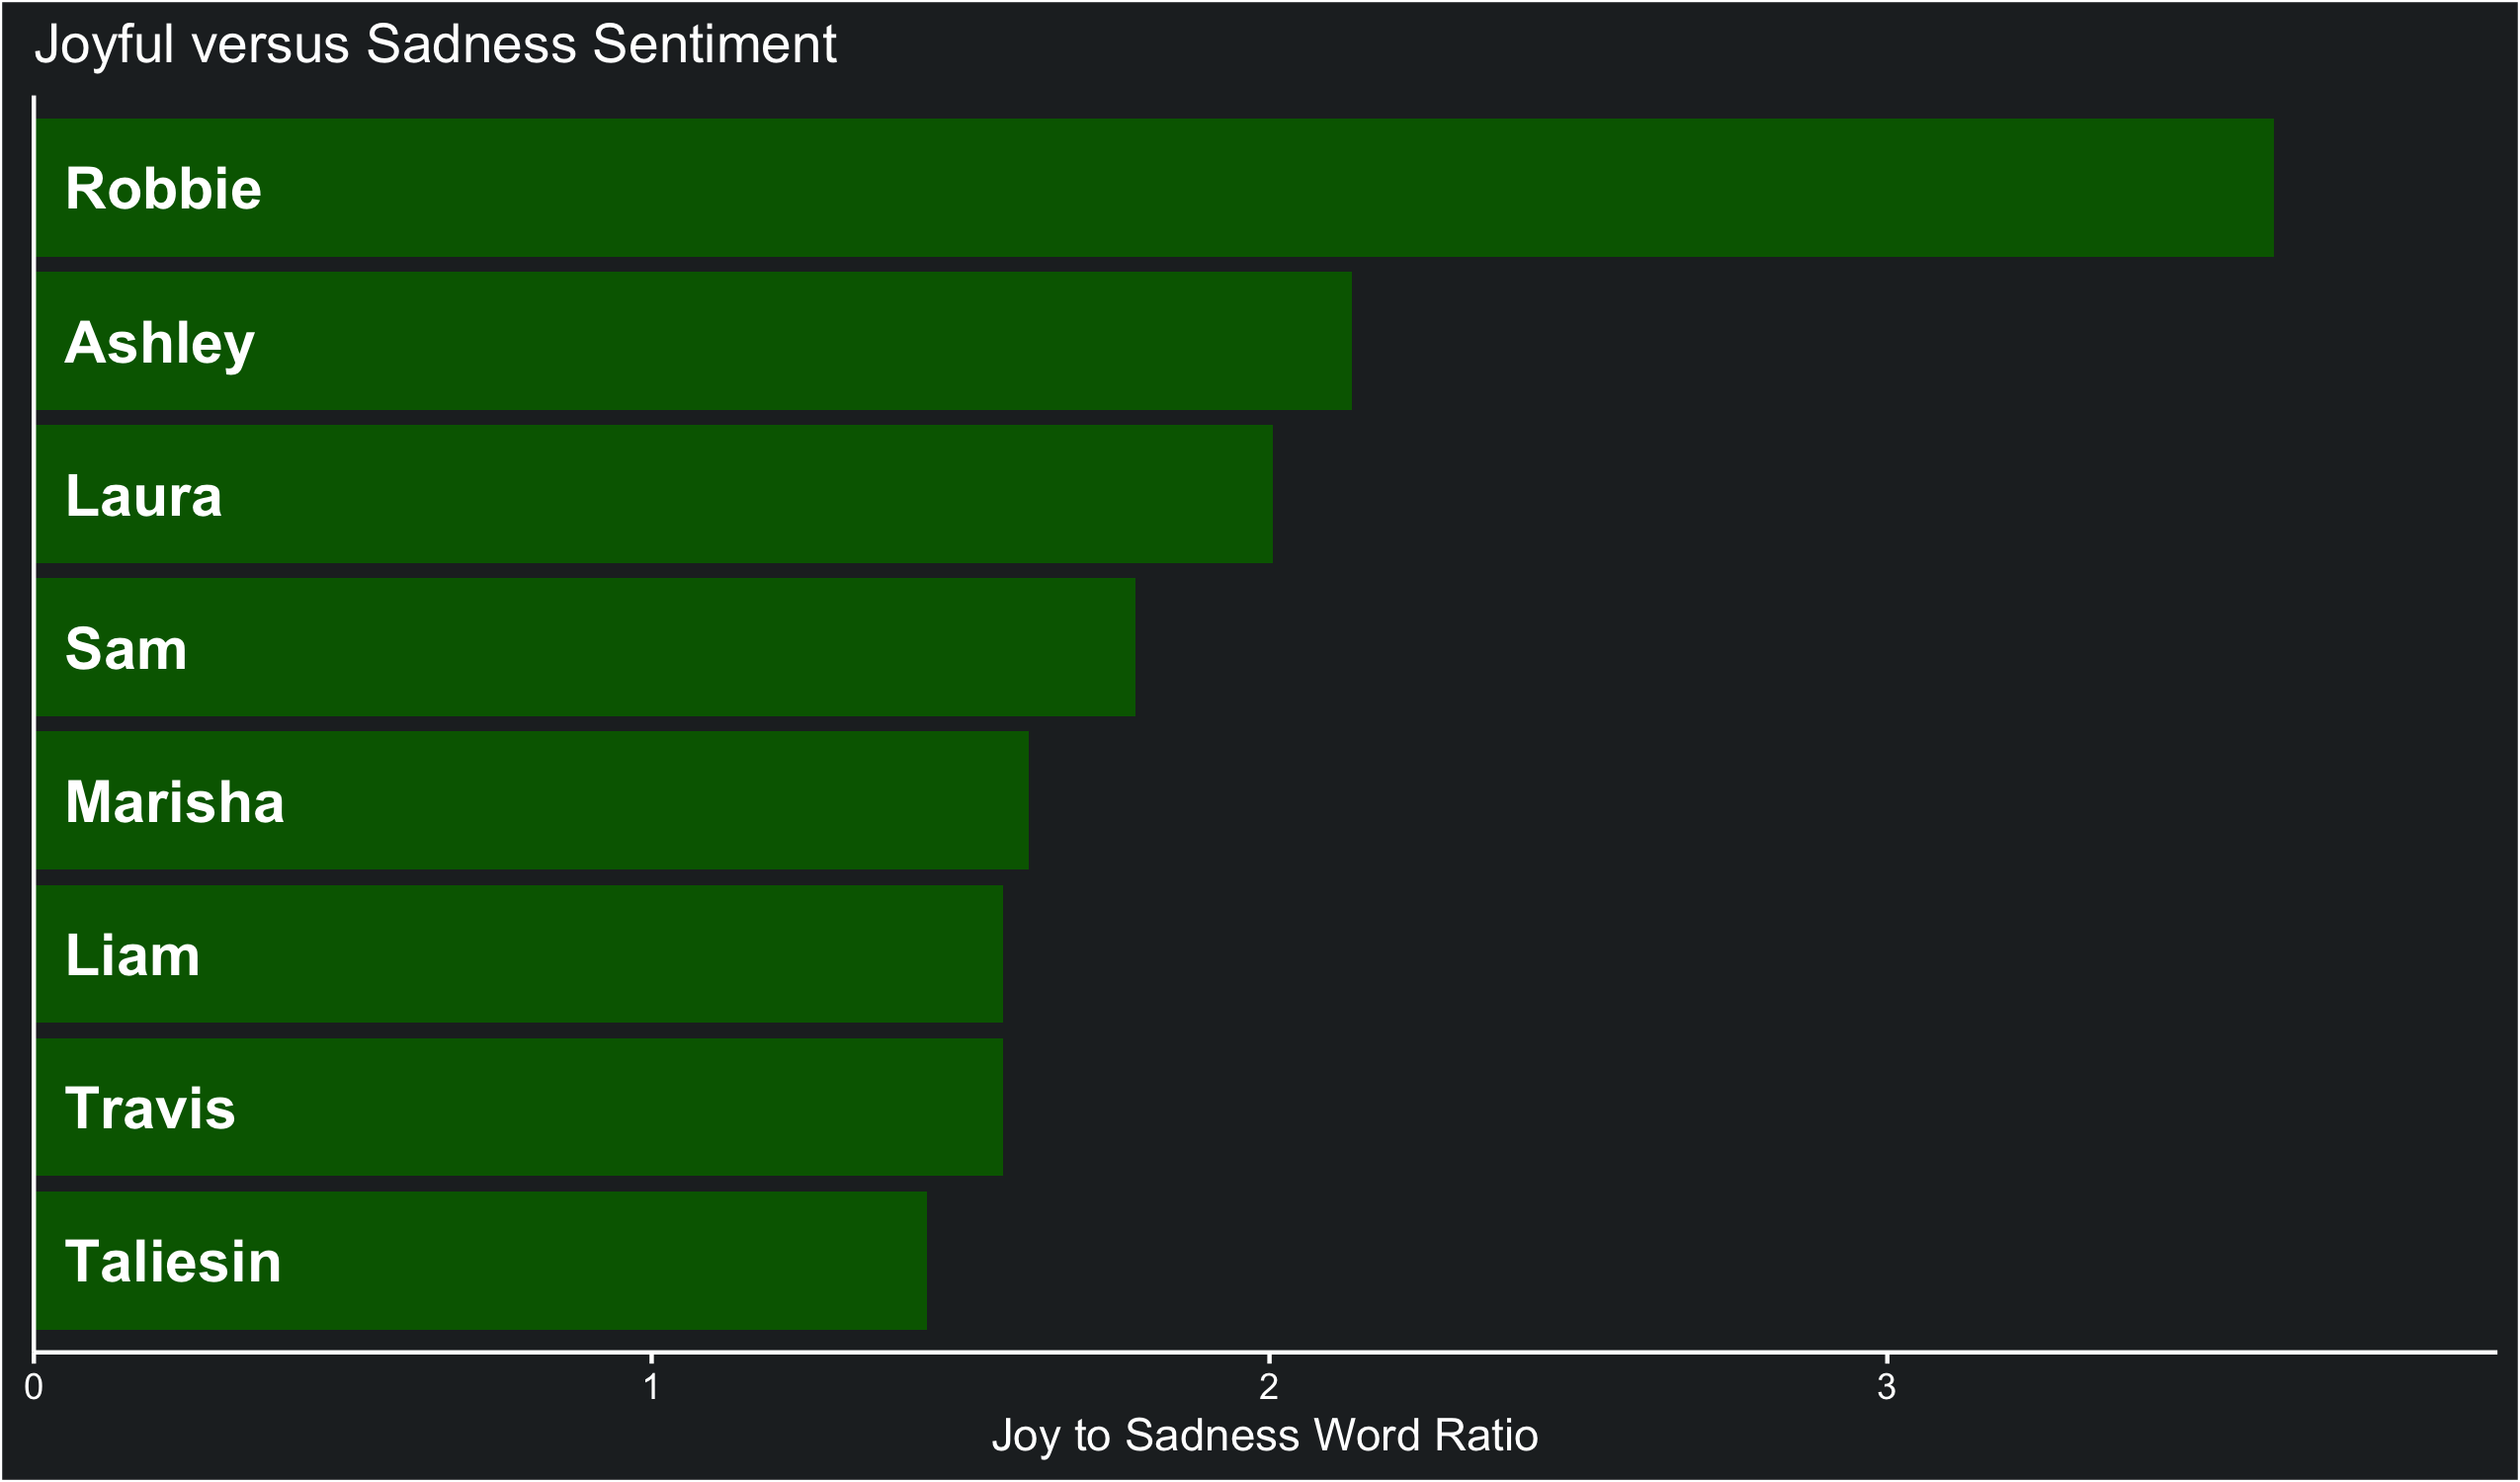 Joyful versus Sadness Sentiment
Robbie
Ashley
Laura
Sam
Marisha
Liam
Travis
Taliesin
0 1 2 3
Joy to Sadness Word Ratio